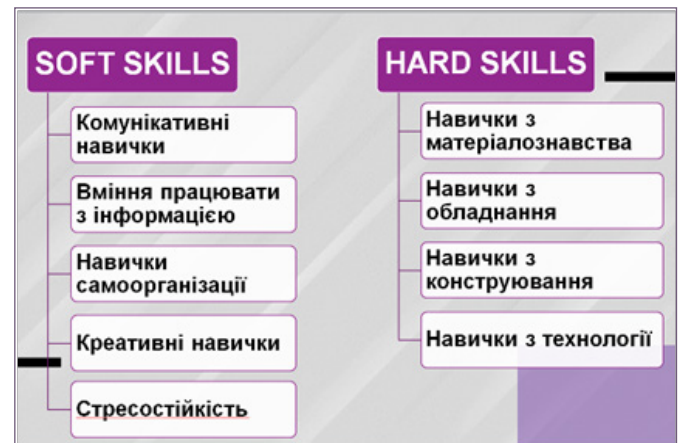 SOFT SKILLS
Комунікативні
навички
Вміння працювати
з інформацією
Навички
самоорганізації
Креативні навички
Стресостійкість
HARD SKILLS
Навички з
матеріалознавства
Навички з
обладнання
Навички з
конструювання
Навички з технології